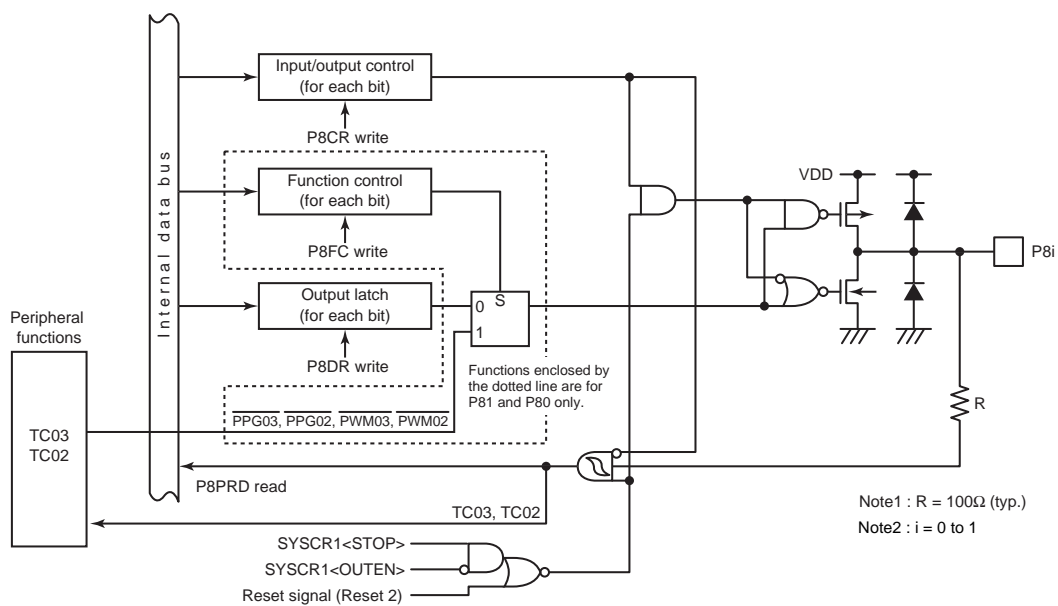 Input/output control
(for each bit)
P8CR write
Internal data bus
Function control
(for each bit)
P8FC write
VDD
P8i
Output latch
(for each bit)
0
S
1
P8DR write
Peripheral
functions
Functions enclosed by
the dotted line are for
P81 and P80 only.
PPG03, PPG02, PWM03, PWM02
R
TC03
TC02
P8PRD read
TC03, TC02
Note1 : R = 100Ω (typ.)
Note2 : i = 0 to 1
SYSCR1<STOP>
SYSCR1<OUTEN>
Reset signal (Reset 2)